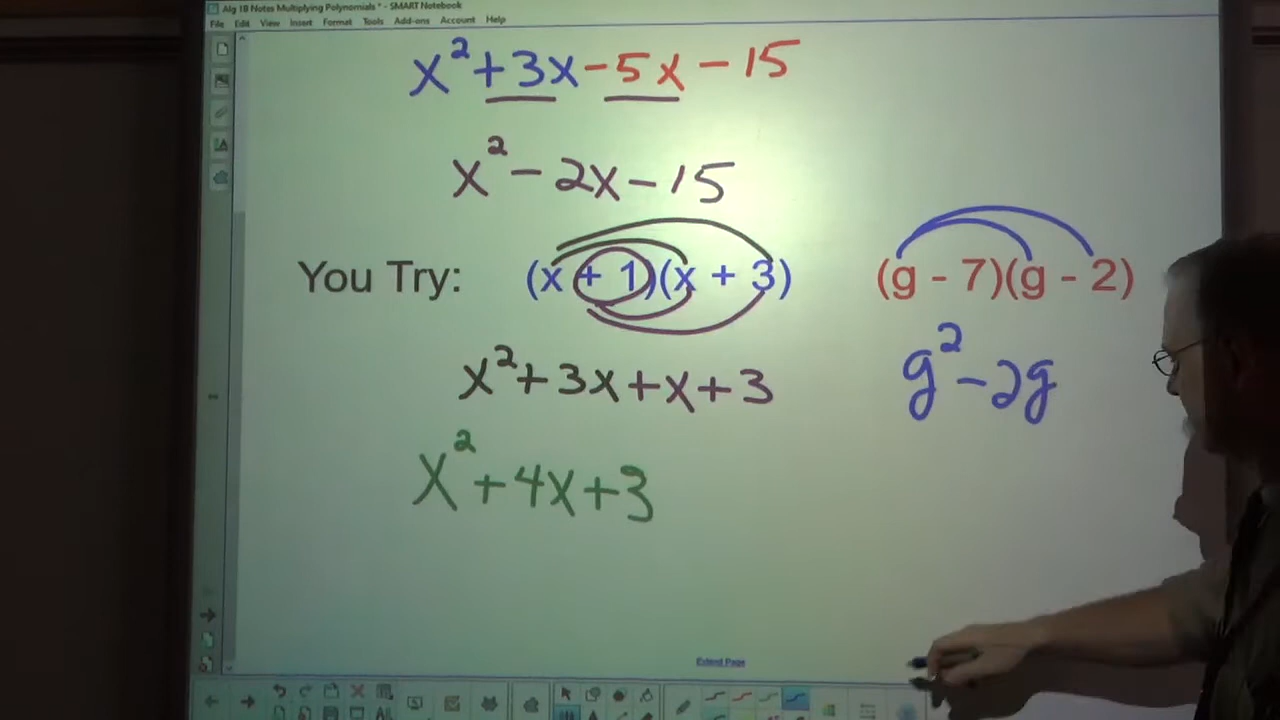 Alg 1B Notes Multiplying Polynomials * - SMART Notebook
File Edit View Insert Format Tools Add-ons Account Help
x² + 3x - 5x - 15
x² - 2x - 15
You Try: (x + 1)(x + 3) (g - 7)(g - 2)
x² + 3x + x + 3 g² - 2g
x² + 4x + 3
Extend Page